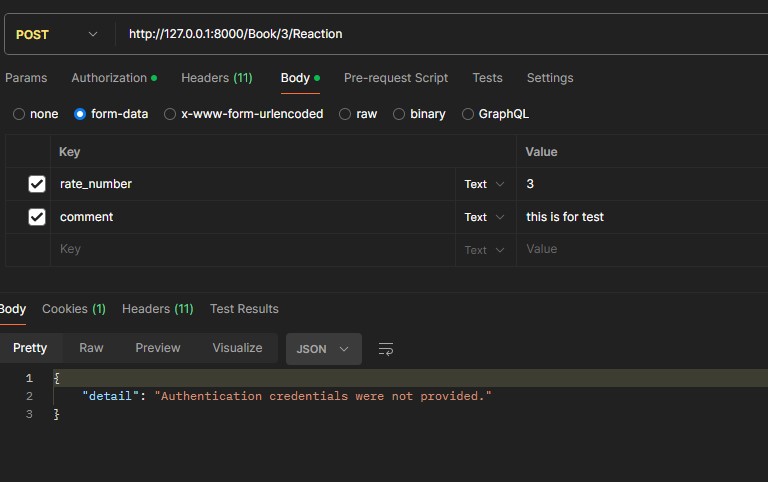 POST http://127.0.0.1:8000/Book/3/Reaction
Params Authorization Headers (11) Body Pre-request Script Tests Settings
none form-data x-www-form-urlencoded raw binary GraphQL
Key Value
rate_number Text 3
comment Text this is for test
Key Text Value
Body Cookies (1) Headers (11) Test Results
Pretty Raw Preview Visualize JSON
1 {
2 "detail": "Authentication credentials were not provided."
3 }